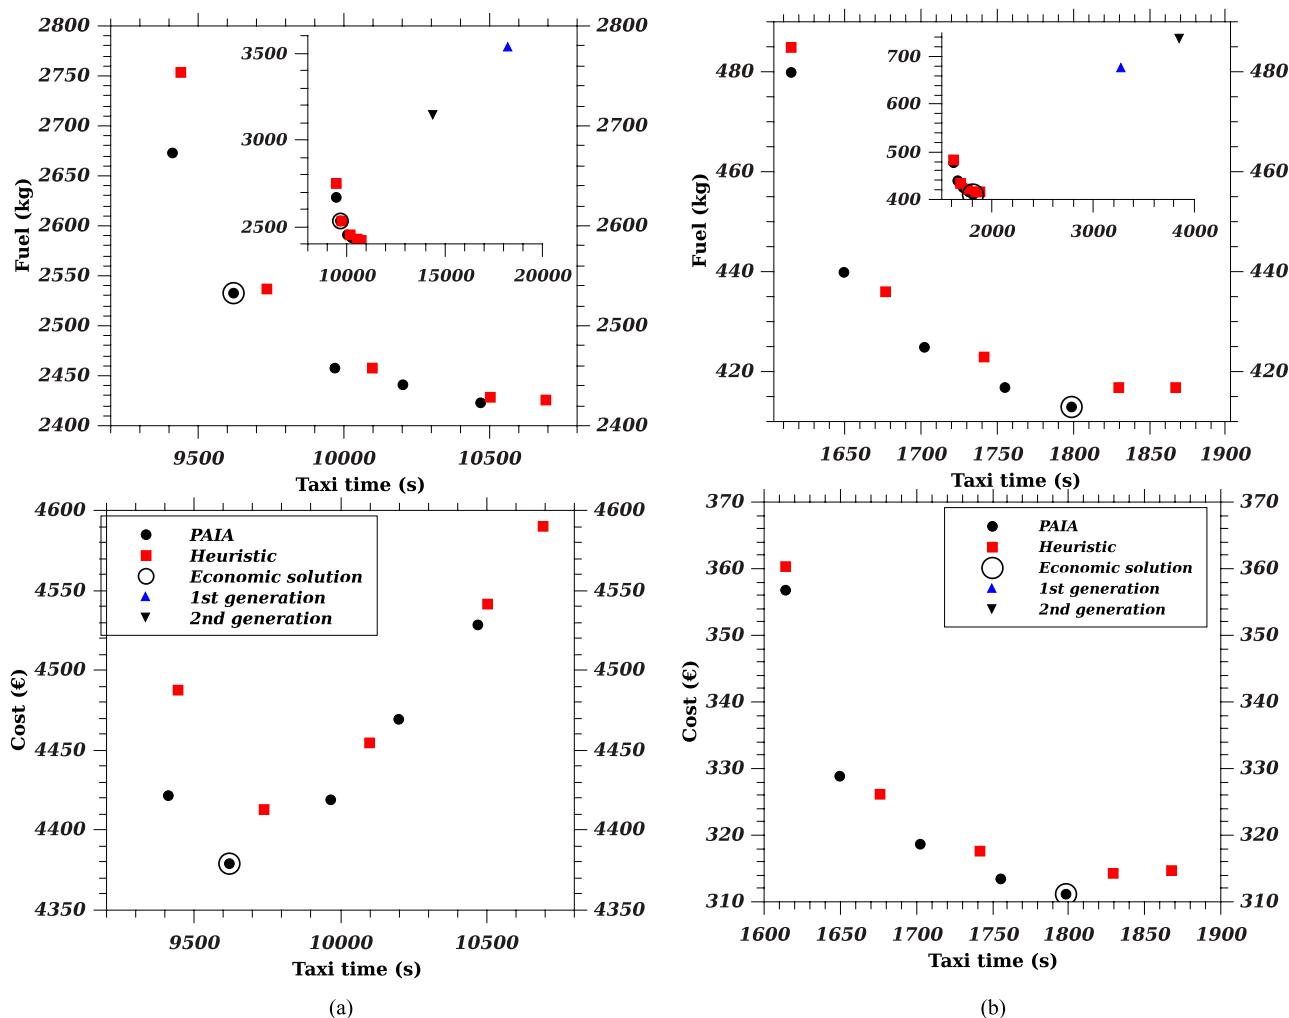 2800
2750
2700
2650
2600
2550
2500
2450
2400
Fuel (kg)
3500
3000
2500
10000 15000 20000
2800
2700
2600
2500
2400
9500 10000 10500
Taxi time (s)
480
460
440
420
Fuel (kg)
700
600
500
400
2000 3000 4000
480
460
440
420
1650 1700 1750 1800 1850 1900
Taxi time (s)
4600
4550
4500
4450
4400
4350
Cost (€)
PAIA
Heuristic
Economic solution
1st generation
2nd generation
4600
4550
4500
4450
4400
4350
9500 10000 10500
Taxi time (s)
370
360
350
340
330
320
310
Cost (€)
PAIA
Heuristic
Economic solution
1st generation
2nd generation
370
360
350
340
330
320
310
1600 1650 1700 1750 1800 1850 1900
Taxi time (s)
(a)
(b)